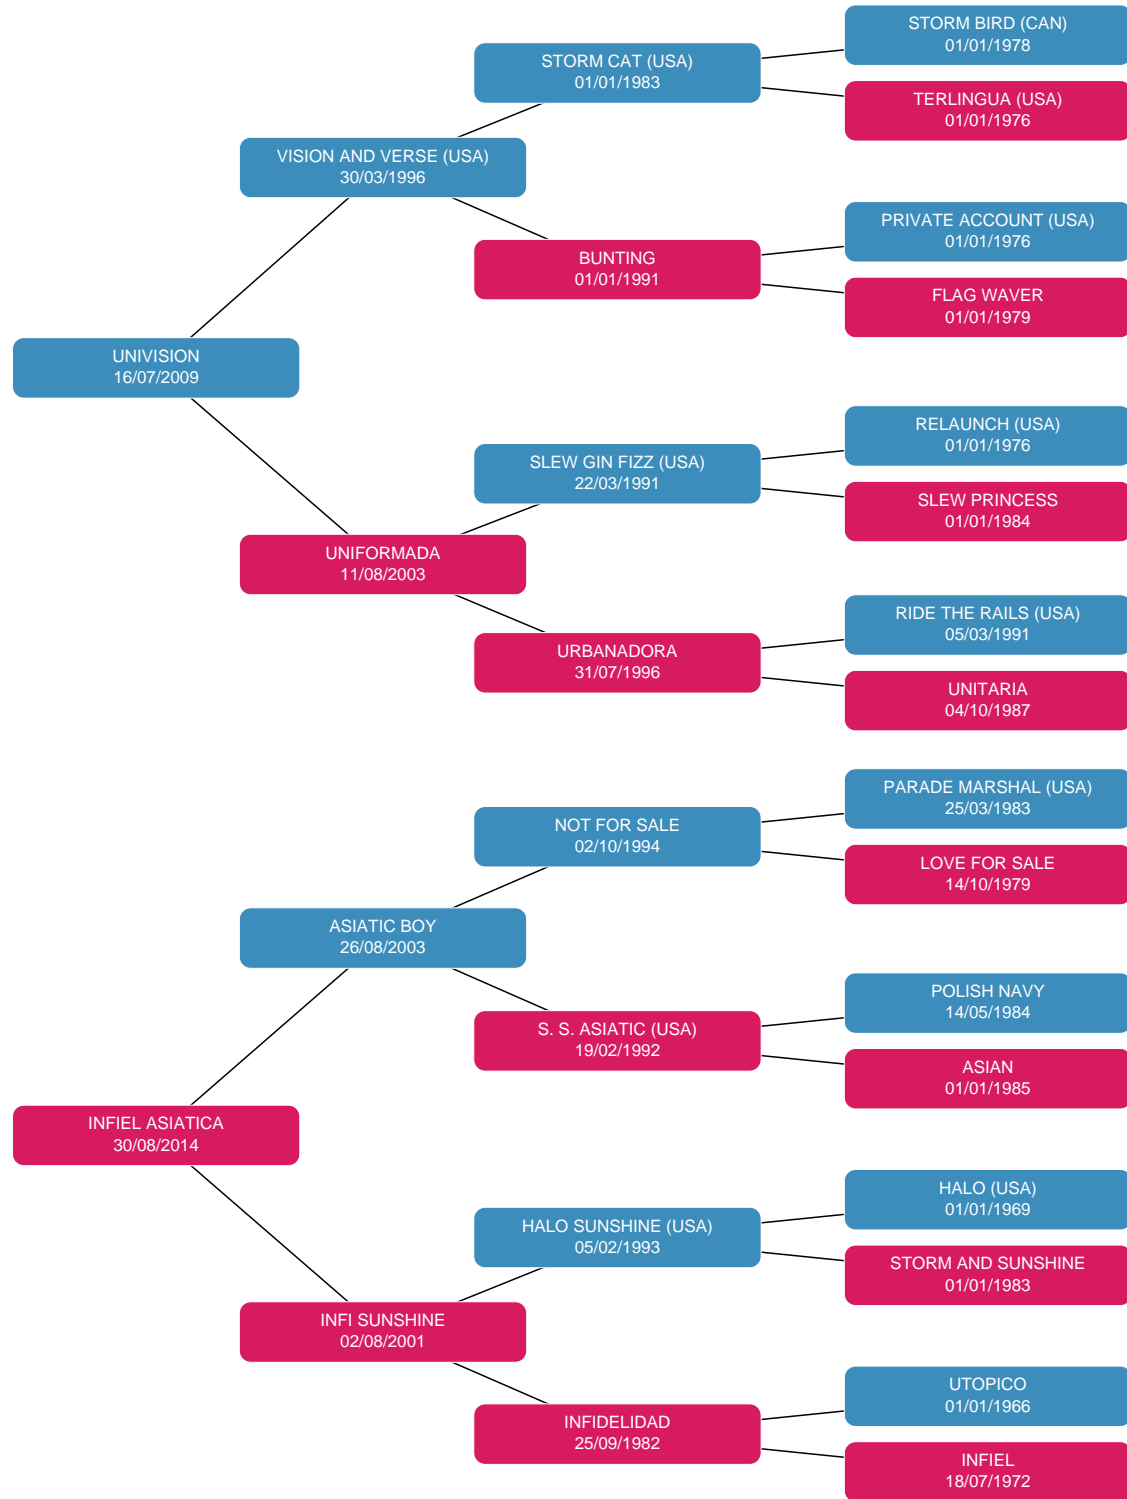 STORM BIRD (CAN)
01/01/1978
STORM CAT (USA)
01/01/1983
TERLINGUA (USA)
01/01/1976
VISION AND VERSE (USA)
30/03/1996
PRIVATE ACCOUNT (USA)
01/01/1976
BUNTING
01/01/1991
FLAG WAVER
01/01/1979
UNIVISION
16/07/2009
RELAUNCH (USA)
01/01/1976
SLEW GIN FIZZ (USA)
22/03/1991
SLEW PRINCESS
01/01/1984
UNIFORMADA
11/08/2003
RIDE THE RAILS (USA)
05/03/1991
URBANADORA
31/07/1996
UNITARIA
04/10/1987
PARADE MARSHAL (USA)
25/03/1983
NOT FOR SALE
02/10/1994
LOVE FOR SALE
14/10/1979
ASIATIC BOY
26/08/2003
POLISH NAVY
14/05/1984
S. S. ASIATIC (USA)
19/02/1992
ASIAN
01/01/1985
INFIEL ASIATICA
30/08/2014
HALO (USA)
01/01/1969
HALO SUNSHINE (USA)
05/02/1993
STORM AND SUNSHINE
01/01/1983
INFI SUNSHINE
02/08/2001
UTOPICO
01/01/1966
INFIDELIDAD
25/09/1982
INFIEL
18/07/1972